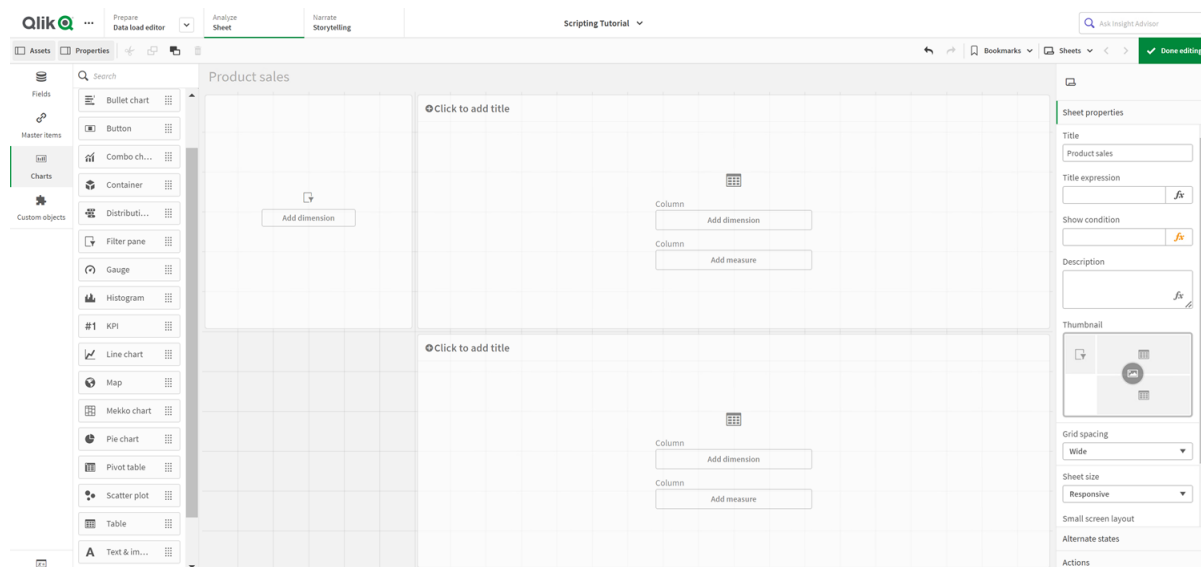 Qlik
Prepare
Data load editor
Analyze
Sheet
Narrate
Storytelling
Scripting Tutorial
Ask Insight Advisor
Assets
Properties
Bookmarks
Sheets
Done editing
Fields
Master items
Charts
Custom objects
Search
Bullet chart
Button
Combo ch...
Container
Distributi...
Filter pane
Gauge
Histogram
#1 KPI
Line chart
Map
Mekko chart
Pie chart
Pivot table
Scatter plot
Table
A Text & im...
Product sales
Add dimension
Click to add title
Column
Add dimension
Column
Add measure
Click to add title
Column
Add dimension
Column
Add measure
Sheet properties
Title
Product sales
Title expression
fx
Show condition
fx
Description
fx
Thumbnail
Grid spacing
Wide
Sheet size
Responsive
Small screen layout
Alternate states
Actions